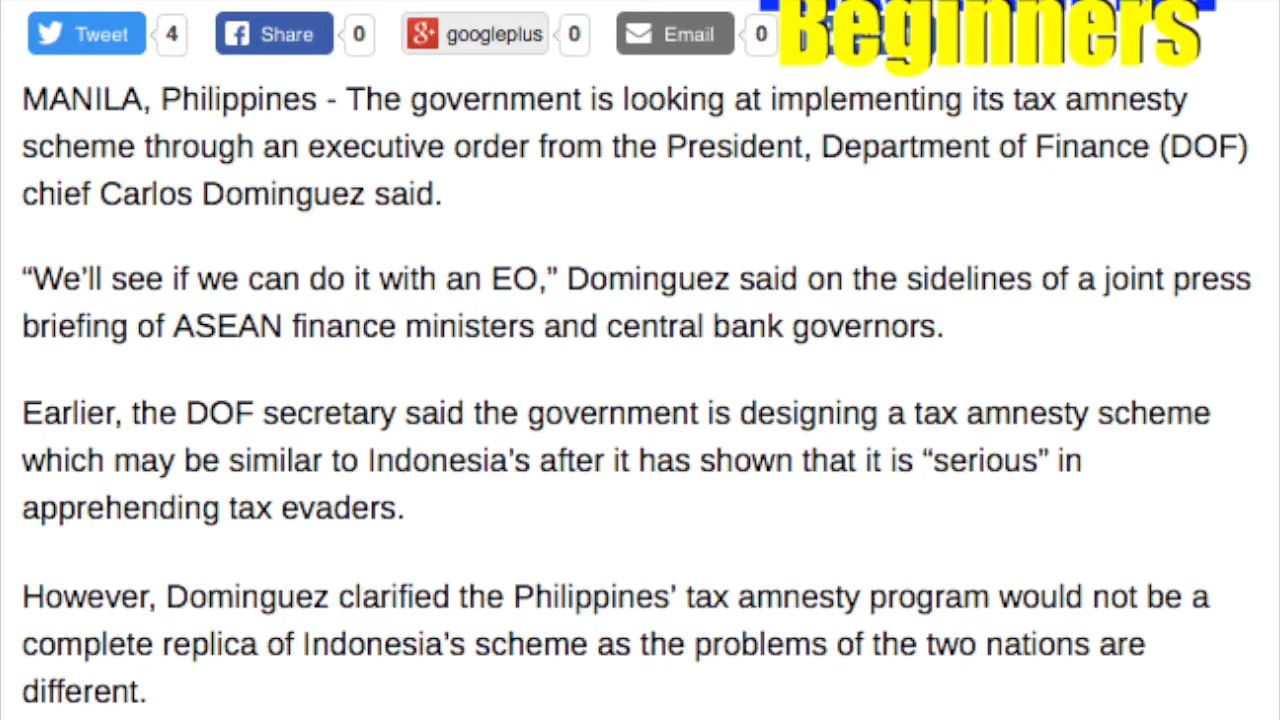 Beginners
Tweet 4 Share 0 googleplus 0 Email 0
MANILA, Philippines - The government is looking at implementing its tax amnesty
scheme through an executive order from the President, Department of Finance (DOF)
chief Carlos Dominguez said.
“We’ll see if we can do it with an EO,” Dominguez said on the sidelines of a joint press
briefing of ASEAN finance ministers and central bank governors.
Earlier, the DOF secretary said the government is designing a tax amnesty scheme
which may be similar to Indonesia’s after it has shown that it is “serious” in
apprehending tax evaders.
However, Dominguez clarified the Philippines’ tax amnesty program would not be a
complete replica of Indonesia’s scheme as the problems of the two nations are
different.